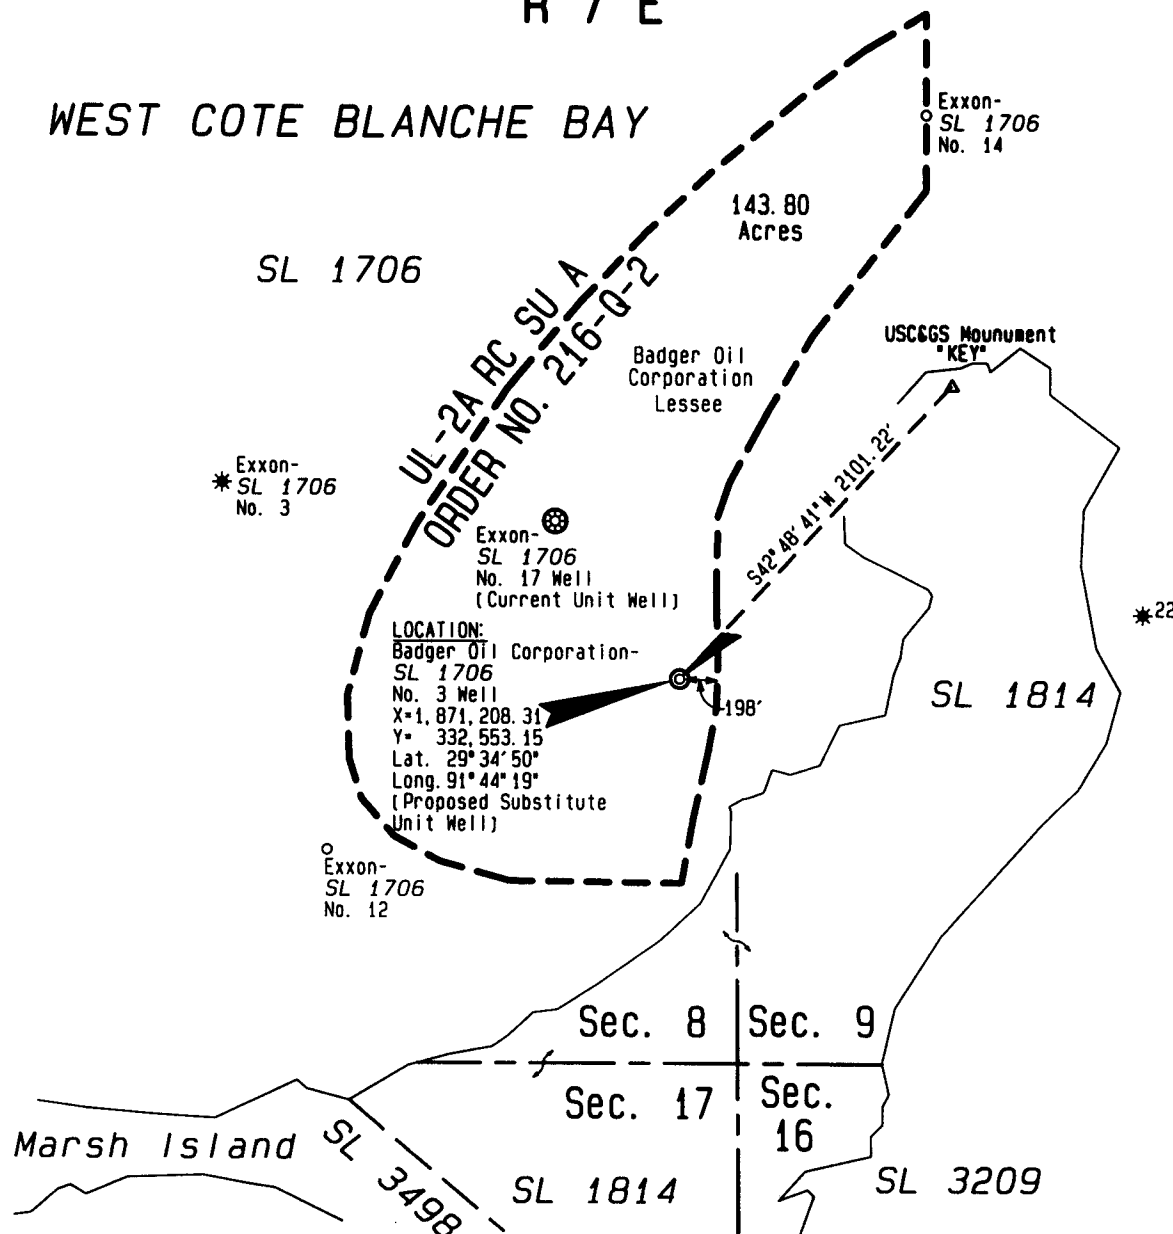 R 7 E
WEST COTE BLANCHE BAY
Exxon-
SL 1706
No. 14
143.80
Acres
SL 1706
UL-2A RC SU A
ORDER NO. 216-Q-2
USC&GS Mounument
"KEY"
Badger Oil
Corporation
Lessee
S42°48'41"W 2101.22'
Exxon-
SL 1706
No. 3
Exxon-
SL 1706
No. 17 Well
(Current Unit Well)
22
LOCATION:
Badger Oil Corporation-
SL 1706
No. 3 Well
X=1,871,208.31
Y= 332,553.15
Lat. 29°34'50"
Long. 91°44'19"
(Proposed Substitute
Unit Well)
198'
SL 1814
Exxon-
SL 1706
No. 12
Sec. 8
Sec. 9
Sec. 17
Sec.
16
Marsh Island
SL 3498
SL 1814
SL 3209